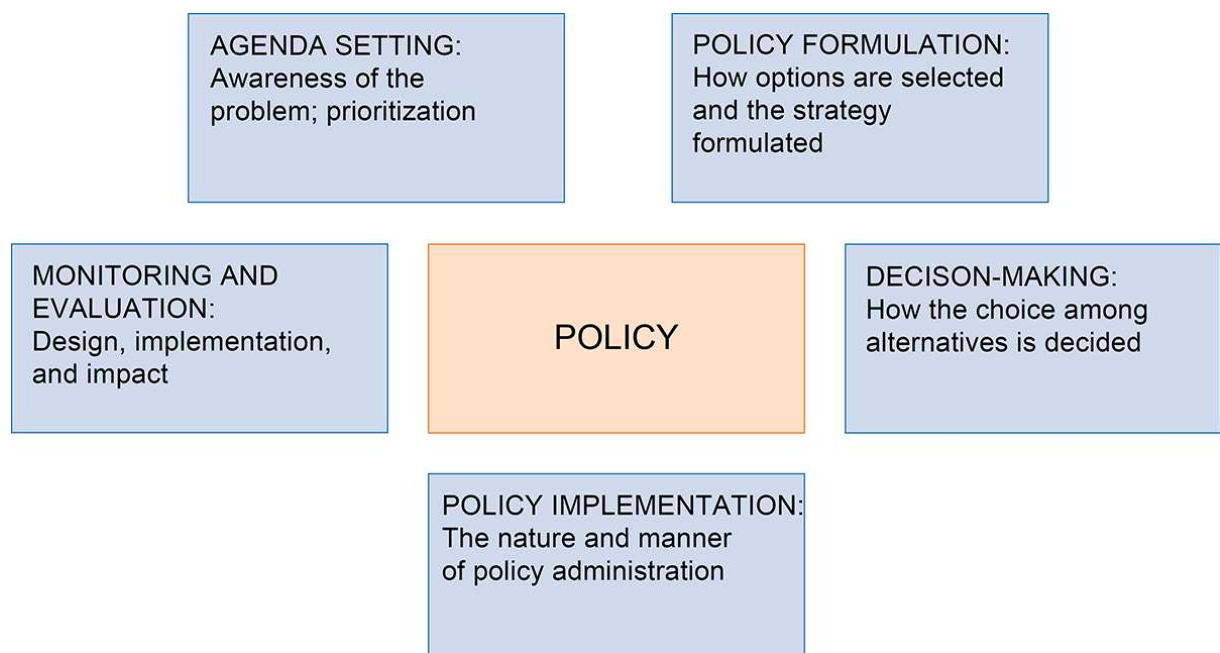 AGENDA SETTING:
Awareness of the
problem; prioritization
POLICY FORMULATION:
How options are selected
and the strategy
formulated
MONITORING AND
EVALUATION:
Design, implementation,
and impact
POLICY
DECISON-MAKING:
How the choice among
alternatives is decided
POLICY IMPLEMENTATION:
The nature and manner
of policy administration